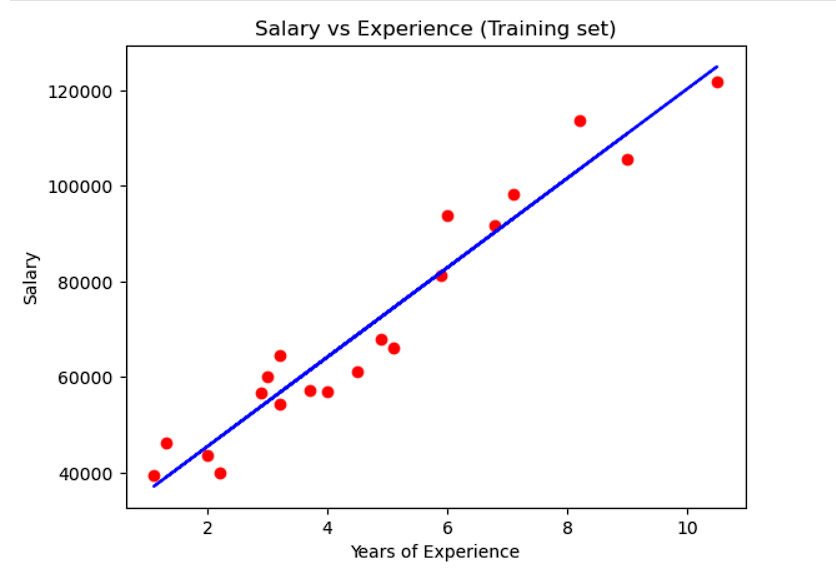 Salary vs Experience (Training set)
120000
100000
80000
60000
40000
Salary
2 4 6 8 10
Years of Experience